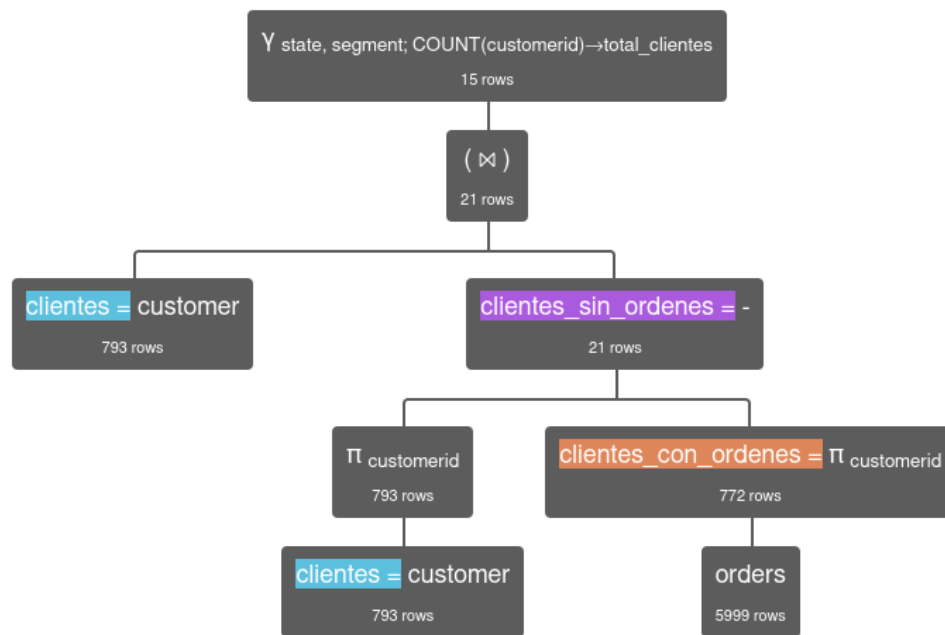 γ state, segment; COUNT(customerid)→total_clientes
15 rows
( ⋈ )
21 rows
clientes = customer
793 rows
clientes_sin_ordenes = -
21 rows
π customerid
793 rows
clientes_con_ordenes = π customerid
772 rows
clientes = customer
793 rows
orders
5999 rows